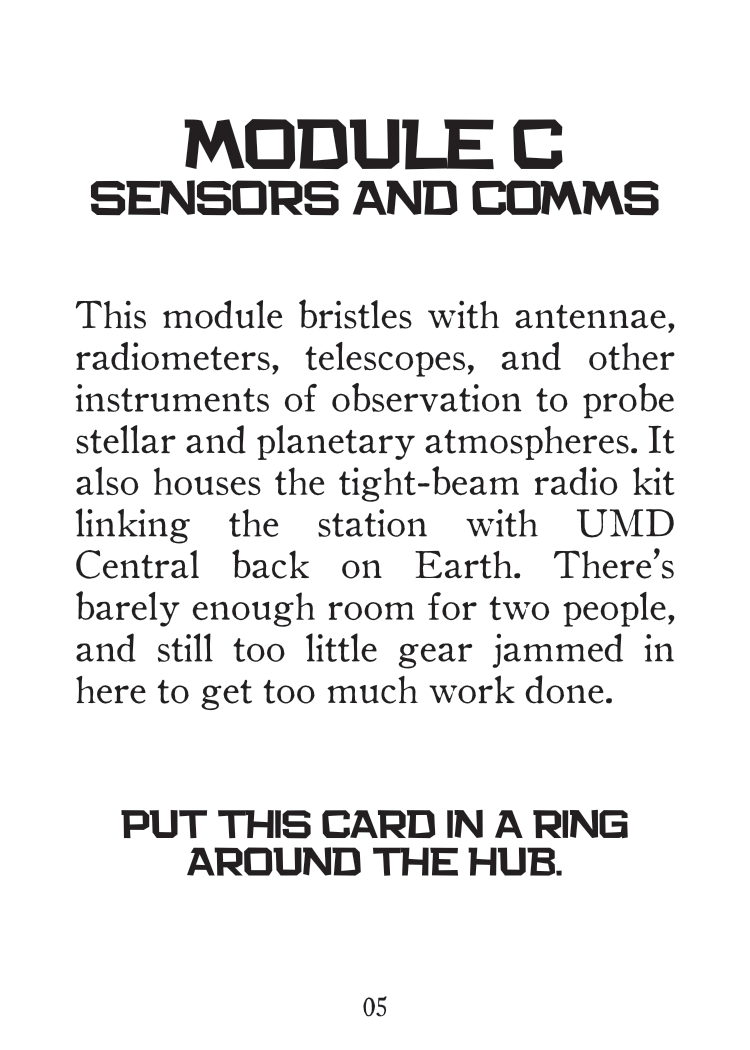 MODULE C
SENSORS AND COMMS
This module bristles with antennae,
radiometers, telescopes, and other
instruments of observation to probe
stellar and planetary atmospheres. It
also houses the tight-beam radio kit
linking the station with UMD
Central back on Earth. There’s
barely enough room for two people,
and still too little gear jammed in
here to get too much work done.
PUT THIS CARD IN A RING
AROUND THE HUB.
05